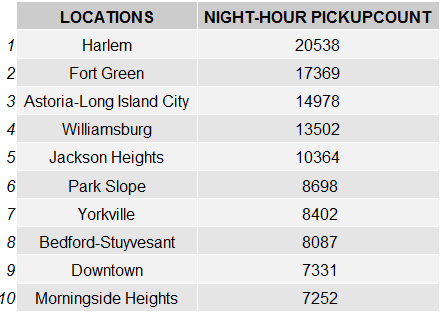 LOCATIONS NIGHT-HOUR PICKUPCOUNT
1 Harlem 20538
2 Fort Green 17369
3 Astoria-Long Island City 14978
4 Williamsburg 13502
5 Jackson Heights 10364
6 Park Slope 8698
7 Yorkville 8402
8 Bedford-Stuyvesant 8087
9 Downtown 7331
10 Morningside Heights 7252